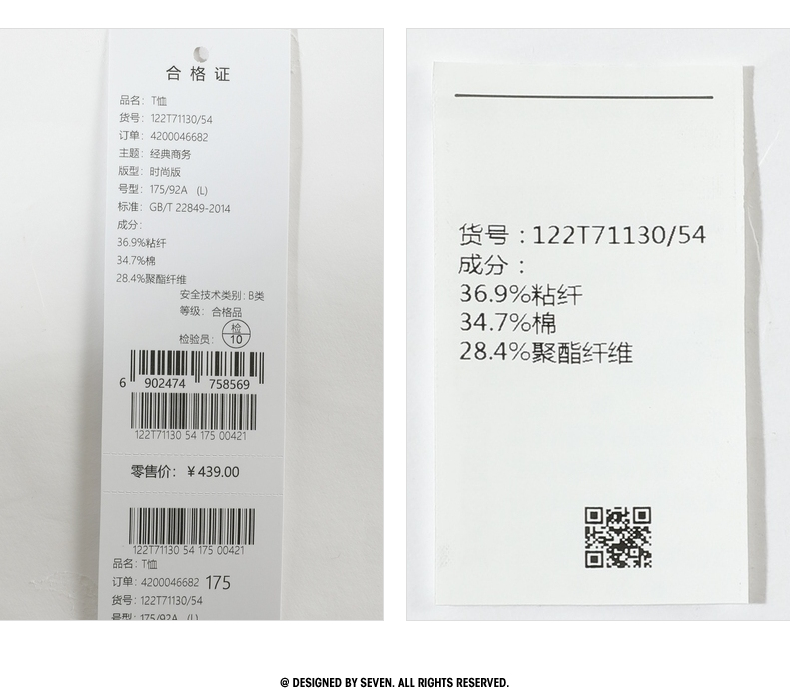 合格证
品名：T恤
货号：122T71130/54
订单：4200046682
主题：经典商务
版型：时尚版
号型：175/92A (L)
标准：GB/T 22849-2014
成分：
36.9%粘纤
34.7%棉
28.4%聚酯纤维
安全技术类别：B类
等级：合格品
检验员：检 10
6 902474 758569
122T71130 54 175 00421
零售价：￥439.00
122T71130 54 175 00421
品名：T恤
订单：4200046682 175
货号：122T71130/54
号型：175/92A (L)
货号：122T71130/54
成分：
36.9%粘纤
34.7%棉
28.4%聚酯纤维
@ DESIGNED BY SEVEN. ALL RIGHTS RESERVED.